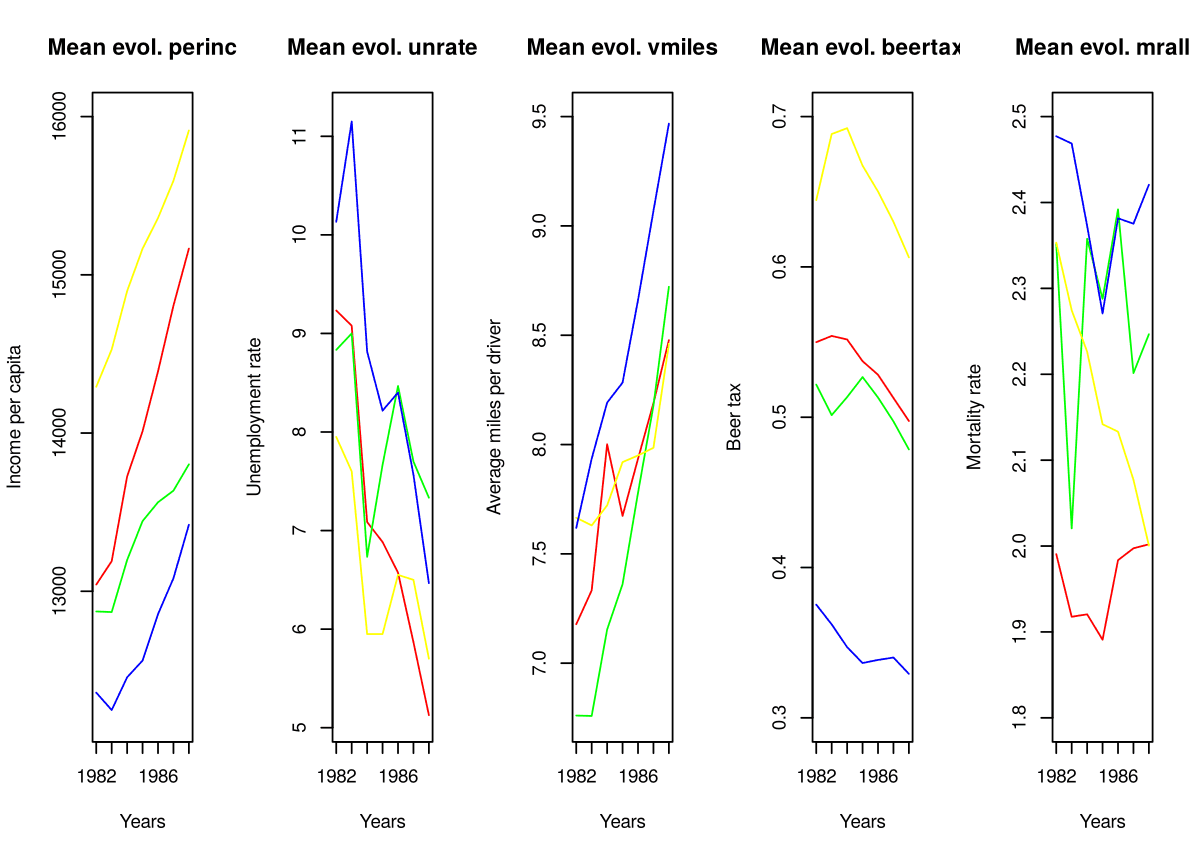 Mean evol. perinc
Income per capita
16000
15000
14000
13000
1982 1986
Years
Mean evol. unrate
Unemployment rate
11
10
9
8
7
6
5
1982 1986
Years
Mean evol. vmiles
Average miles per driver
9.5
9.0
8.5
8.0
7.5
7.0
1982 1986
Years
Mean evol. beertax
Beer tax
0.7
0.6
0.5
0.4
0.3
1982 1986
Years
Mean evol. mrall
Mortality rate
2.5
2.4
2.3
2.2
2.1
2.0
1.9
1.8
1982 1986
Years